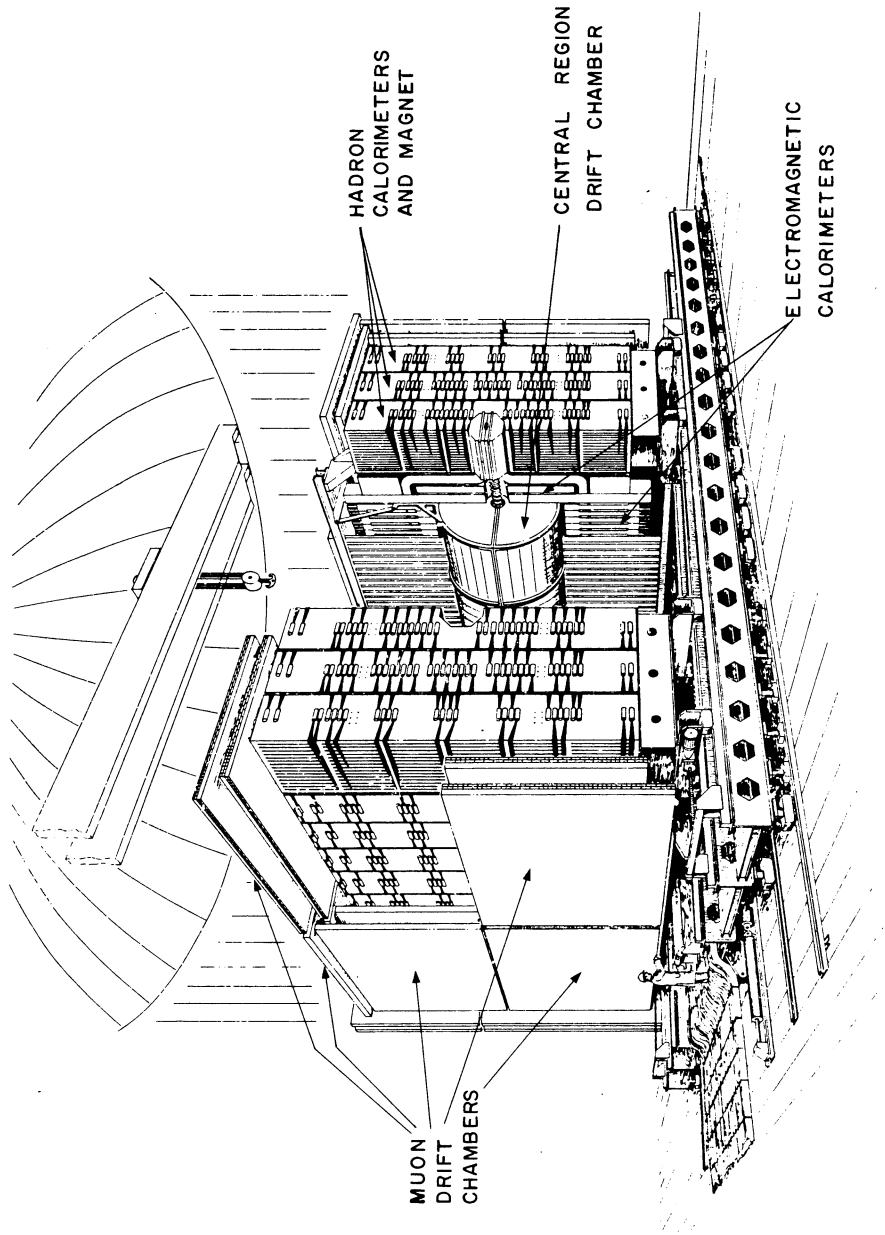 MUON
DRIFT
CHAMBERS
HADRON
CALORIMETERS
AND MAGNET
CENTRAL REGION
DRIFT CHAMBER
ELECTROMAGNETIC
CALORIMETERS